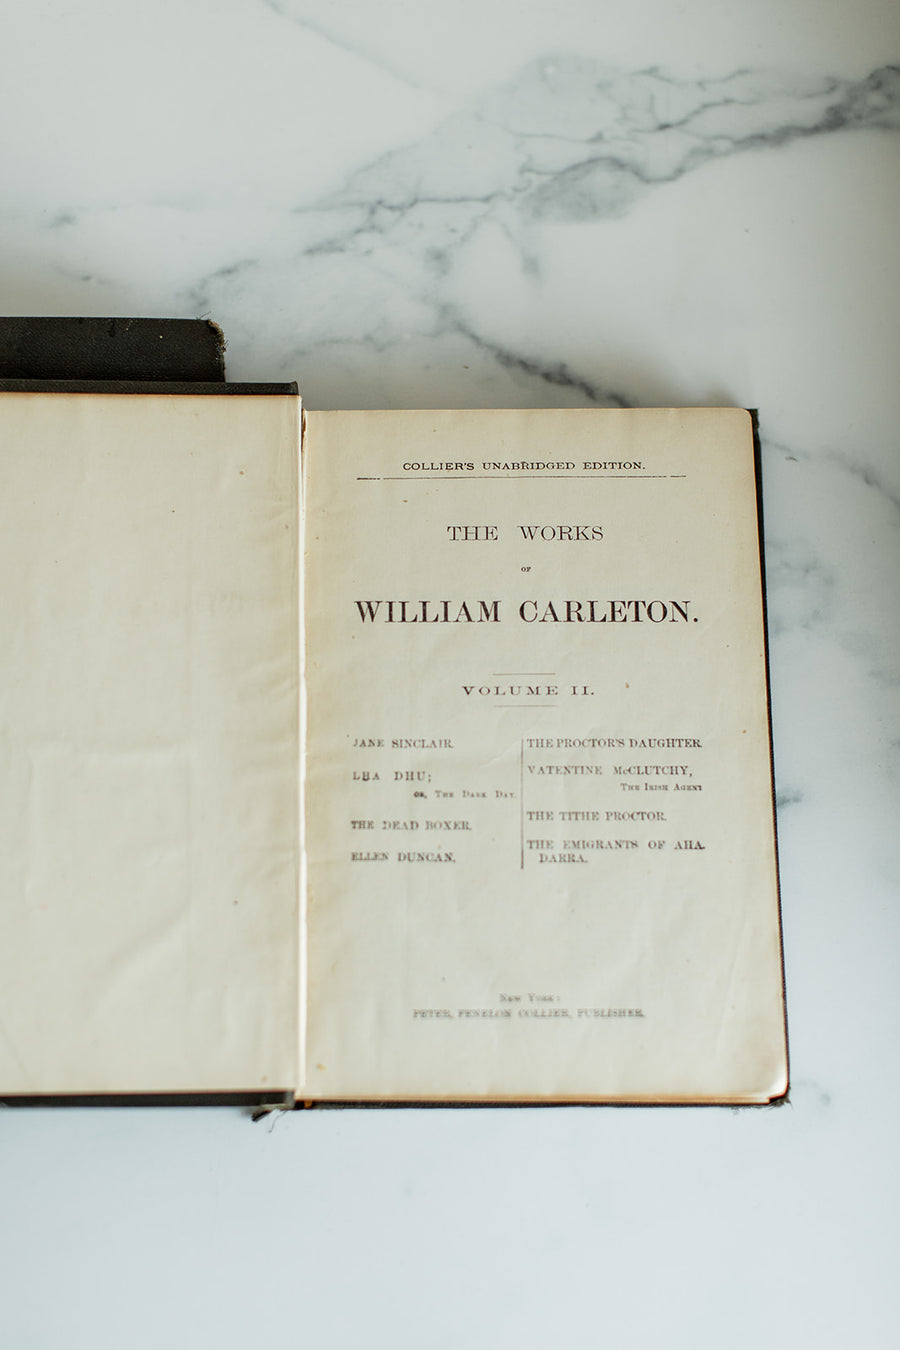 COLLIER'S UNABRIDGED EDITION.
THE WORKS
OF
WILLIAM CARLETON.
VOLUME II.
JANE SINCLAIR.
LHA DHU;
OR, THE DARK DAY.
THE DEAD BOXER.
ELLEN DUNCAN.
THE PROCTOR'S DAUGHTER.
VATENTINE McCLUTCHY,
THE IRISH AGENT
THE TITHE PROCTOR.
THE EMIGRANTS OF AHA-
DARRA.
New York:
PETER, FENELON COLLIER, PUBLISHER.